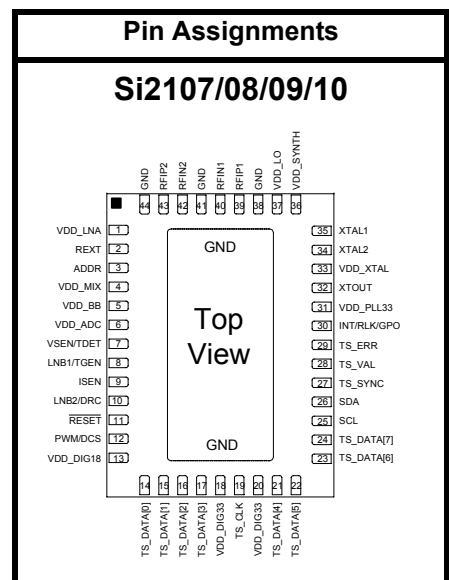 Pin Assignments
Si2107/08/09/10
GND
RFIP2
RFIN2
GND
RFIN1
RFIP1
GND
VDD_LO
VDD_SYNTH
44
43
42
41
40
39
38
37
36
VDD_LNA 1
REXT 2
ADDR 3
VDD_MIX 4
VDD_BB 5
VDD_ADC 6
VSEN/TDET 7
LNB1/TGEN 8
ISEN 9
LNB2/DRC 10
RESET 11
PWM/DCS 12
VDD_DIG18 13
GND
Top
View
GND
35 XTAL1
34 XTAL2
33 VDD_XTAL
32 XTOUT
31 VDD_PLL33
30 INT/RLK/GPO
29 TS_ERR
28 TS_VAL
27 TS_SYNC
26 SDA
25 SCL
24 TS_DATA[7]
23 TS_DATA[6]
14
15
16
17
18
19
20
21
22
TS_DATA[0]
TS_DATA[1]
TS_DATA[2]
TS_DATA[3]
VDD_DIG33
TS_CLK
VDD_DIG33
TS_DATA[4]
TS_DATA[5]